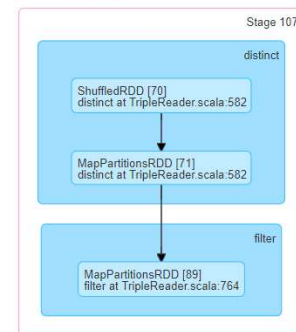 Stage 107
distinct
ShuffledRDD [70]
distinct at TripleReader.scala:582
MapPartitionsRDD [71]
distinct at TripleReader.scala:582
filter
MapPartitionsRDD [89]
filter at TripleReader.scala:764